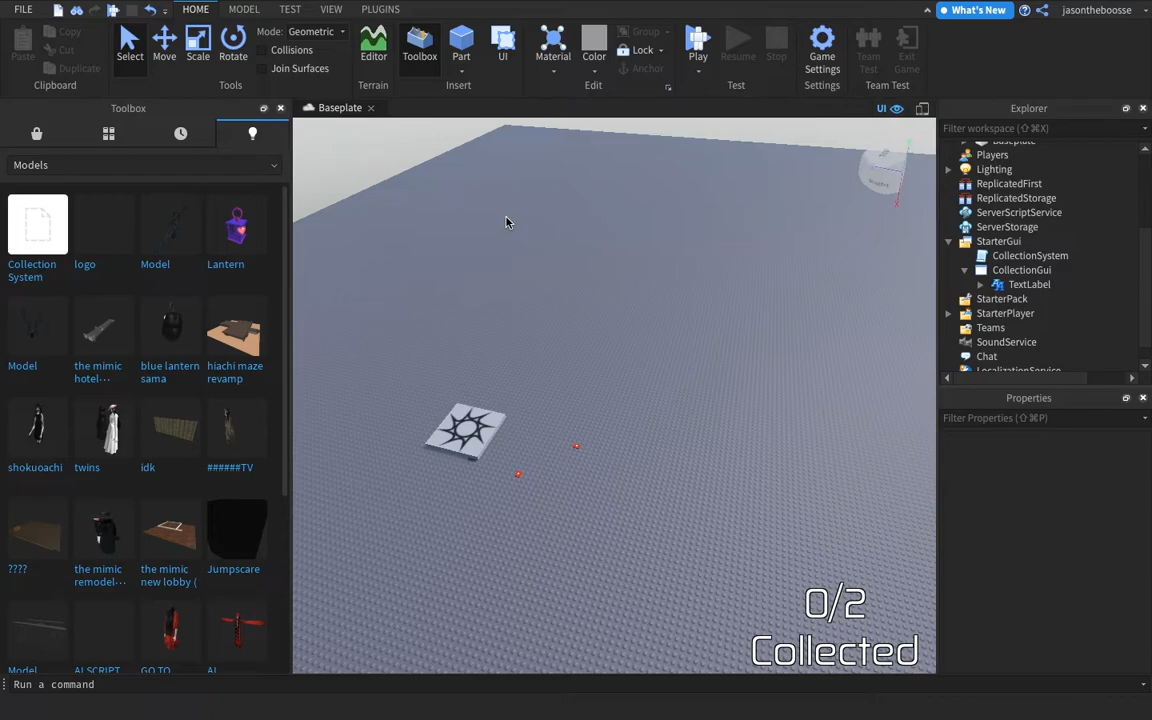 FILE HOME MODEL TEST VIEW PLUGINS What's New jasontheboosse
Paste Copy Cut Duplicate
Clipboard
Select Move Scale Rotate
Mode: Geometric
Collisions
Join Surfaces
Tools
Editor
Terrain
Toolbox Part UI
Insert
Material Color
Group Lock Anchor
Edit
Play Resume Stop
Test
Game Settings
Settings
Team Test Exit Game
Team Test
Toolbox
Baseplate
UI
Explorer
Filter workspace (⇧⌘X)
Models
Collection System
logo
Model
Lantern
Model
the mimic hotel...
blue lantern sama
hiachi maze revamp
shokuoachi
twins
idk
######TV
????
the mimic remodel...
the mimic new lobby (
Jumpscare
Model
AI SCRIPT
GO TO
AI
Baseplate
Players
Lighting
ReplicatedFirst
ReplicatedStorage
ServerScriptService
ServerStorage
StarterGui
CollectionSystem
CollectionGui
TextLabel
StarterPack
StarterPlayer
Teams
SoundService
Chat
LocalizationService
Properties
Filter Properties (⇧⌘P)
0/2
Collected
Run a command